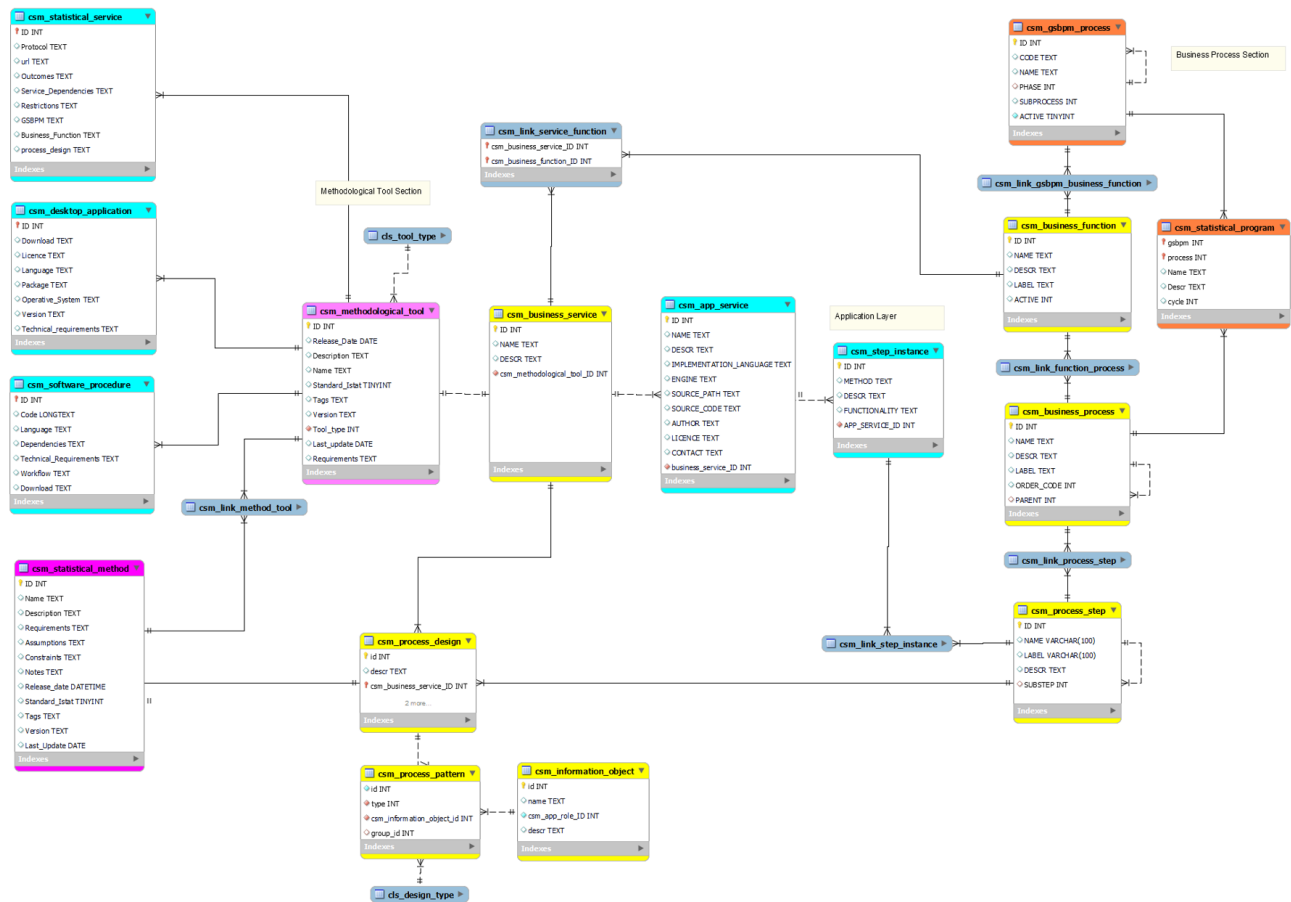 csm_statistical_service
ID INT
Protocol TEXT
url TEXT
Outcomes TEXT
Service_Dependencies TEXT
Restrictions TEXT
GSBPM TEXT
Business_Function TEXT
process_design TEXT
Indexes
csm_desktop_application
ID INT
Download TEXT
Licence TEXT
Language TEXT
Package TEXT
Operative_System TEXT
Version TEXT
Technical_requirements TEXT
Indexes
csm_software_procedure
ID INT
Code LONGTEXT
Language TEXT
Dependencies TEXT
Technical_Requirements TEXT
Workflow TEXT
Download TEXT
Indexes
csm_link_method_tool
csm_statistical_method
ID INT
Name TEXT
Description TEXT
Requirements TEXT
Assumptions TEXT
Constraints TEXT
Notes TEXT
Release_date DATETIME
Standard_Istat TINYINT
Tags TEXT
Version TEXT
Last_Update DATE
Indexes
Methodological Tool Section
cls_tool_type
csm_methodological_tool
ID INT
Release_Date DATE
Description TEXT
Name TEXT
Standard_Istat TINYINT
Tags TEXT
Version TEXT
Tool_type INT
Last_update DATE
Requirements TEXT
Indexes
csm_link_service_function
csm_business_service_ID INT
csm_business_function_ID INT
Indexes
csm_business_service
ID INT
NAME TEXT
DESCR TEXT
csm_methodological_tool_ID INT
Indexes
csm_app_service
ID INT
NAME TEXT
DESCR TEXT
IMPLEMENTATION_LANGUAGE TEXT
ENGINE TEXT
SOURCE_PATH TEXT
SOURCE_CODE TEXT
AUTHOR TEXT
LICENCE TEXT
CONTACT TEXT
business_service_ID INT
Indexes
Application Layer
csm_step_instance
ID INT
METHOD TEXT
DESCR TEXT
FUNCTIONALITY TEXT
APP_SERVICE_ID INT
Indexes
csm_gsbpm_process
ID INT
CODE TEXT
NAME TEXT
PHASE INT
SUBPROCESS INT
ACTIVE TINYINT
Indexes
Business Process Section
csm_link_gsbpm_business_function
csm_business_function
ID INT
NAME TEXT
DESCR TEXT
LABEL TEXT
ACTIVE INT
Indexes
csm_statistical_program
gsbpm INT
process INT
Name TEXT
Descr TEXT
cycle INT
Indexes
csm_link_function_process
csm_business_process
ID INT
NAME TEXT
DESCR TEXT
LABEL TEXT
ORDER_CODE INT
PARENT INT
Indexes
csm_link_process_step
csm_process_step
ID INT
NAME VARCHAR(100)
LABEL VARCHAR(100)
DESCR TEXT
SUBSTEP INT
Indexes
csm_link_step_instance
csm_process_design
id INT
descr TEXT
csm_business_service_ID INT
2 more...
Indexes
csm_process_pattern
id INT
type INT
csm_information_object_id INT
group_id INT
Indexes
csm_information_object
id INT
name TEXT
csm_app_role_ID INT
descr TEXT
Indexes
cls_design_type